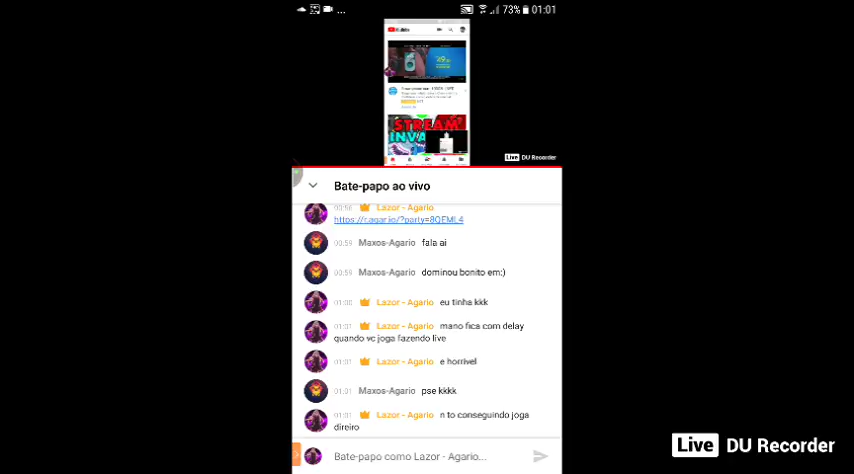 73% 01:01
YouTube
STREAM
Live DU Recorder
Bate-papo ao vivo
00:58 Lazor - Agario
https://r.agar.io/?party=8QEML4
00:59 Maxos-Agario fala ai
00:59 Maxos-Agario dominou bonito em:)
01:00 Lazor - Agario eu tinha kkk
01:01 Lazor - Agario mano fica com delay
quando vc joga fazendo live
01:01 Lazor - Agario e horrivel
01:01 Maxos-Agario pse kkkk
01:01 Lazor - Agario n to conseguindo joga
direiro
Bate-papo como Lazor - Agario...
Live DU Recorder